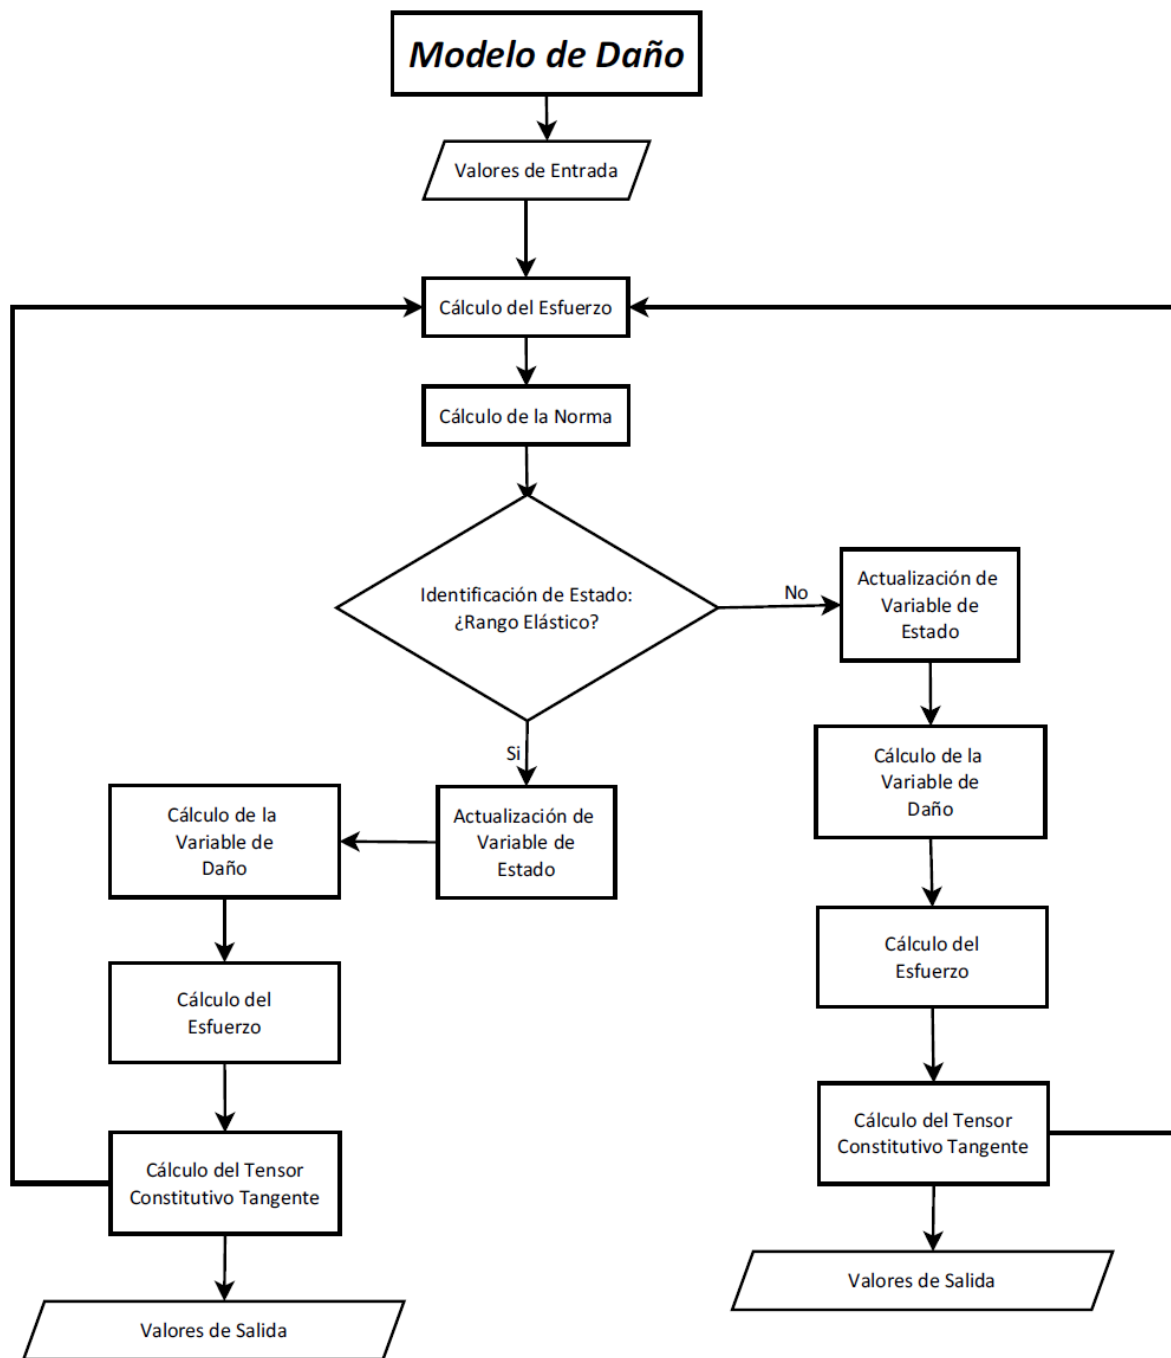 Modelo de Daño
Valores de Entrada
Cálculo del Esfuerzo
Cálculo de la Norma
Identificación de Estado:
¿Rango Elástico?
No
Actualización de
Variable de
Estado
Cálculo de la
Variable de
Daño
Cálculo del
Esfuerzo
Cálculo del Tensor
Constitutivo Tangente
Valores de Salida
Si
Actualización de
Variable de
Estado
Cálculo de la
Variable de
Daño
Cálculo del
Esfuerzo
Cálculo del Tensor
Constitutivo Tangente
Valores de Salida